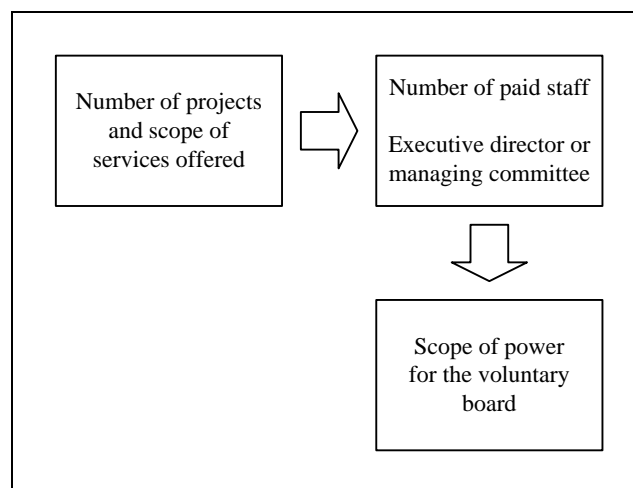 Number of projects
and scope of
services offered
Number of paid staff
Executive director or
managing committee
Scope of power
for the voluntary
board